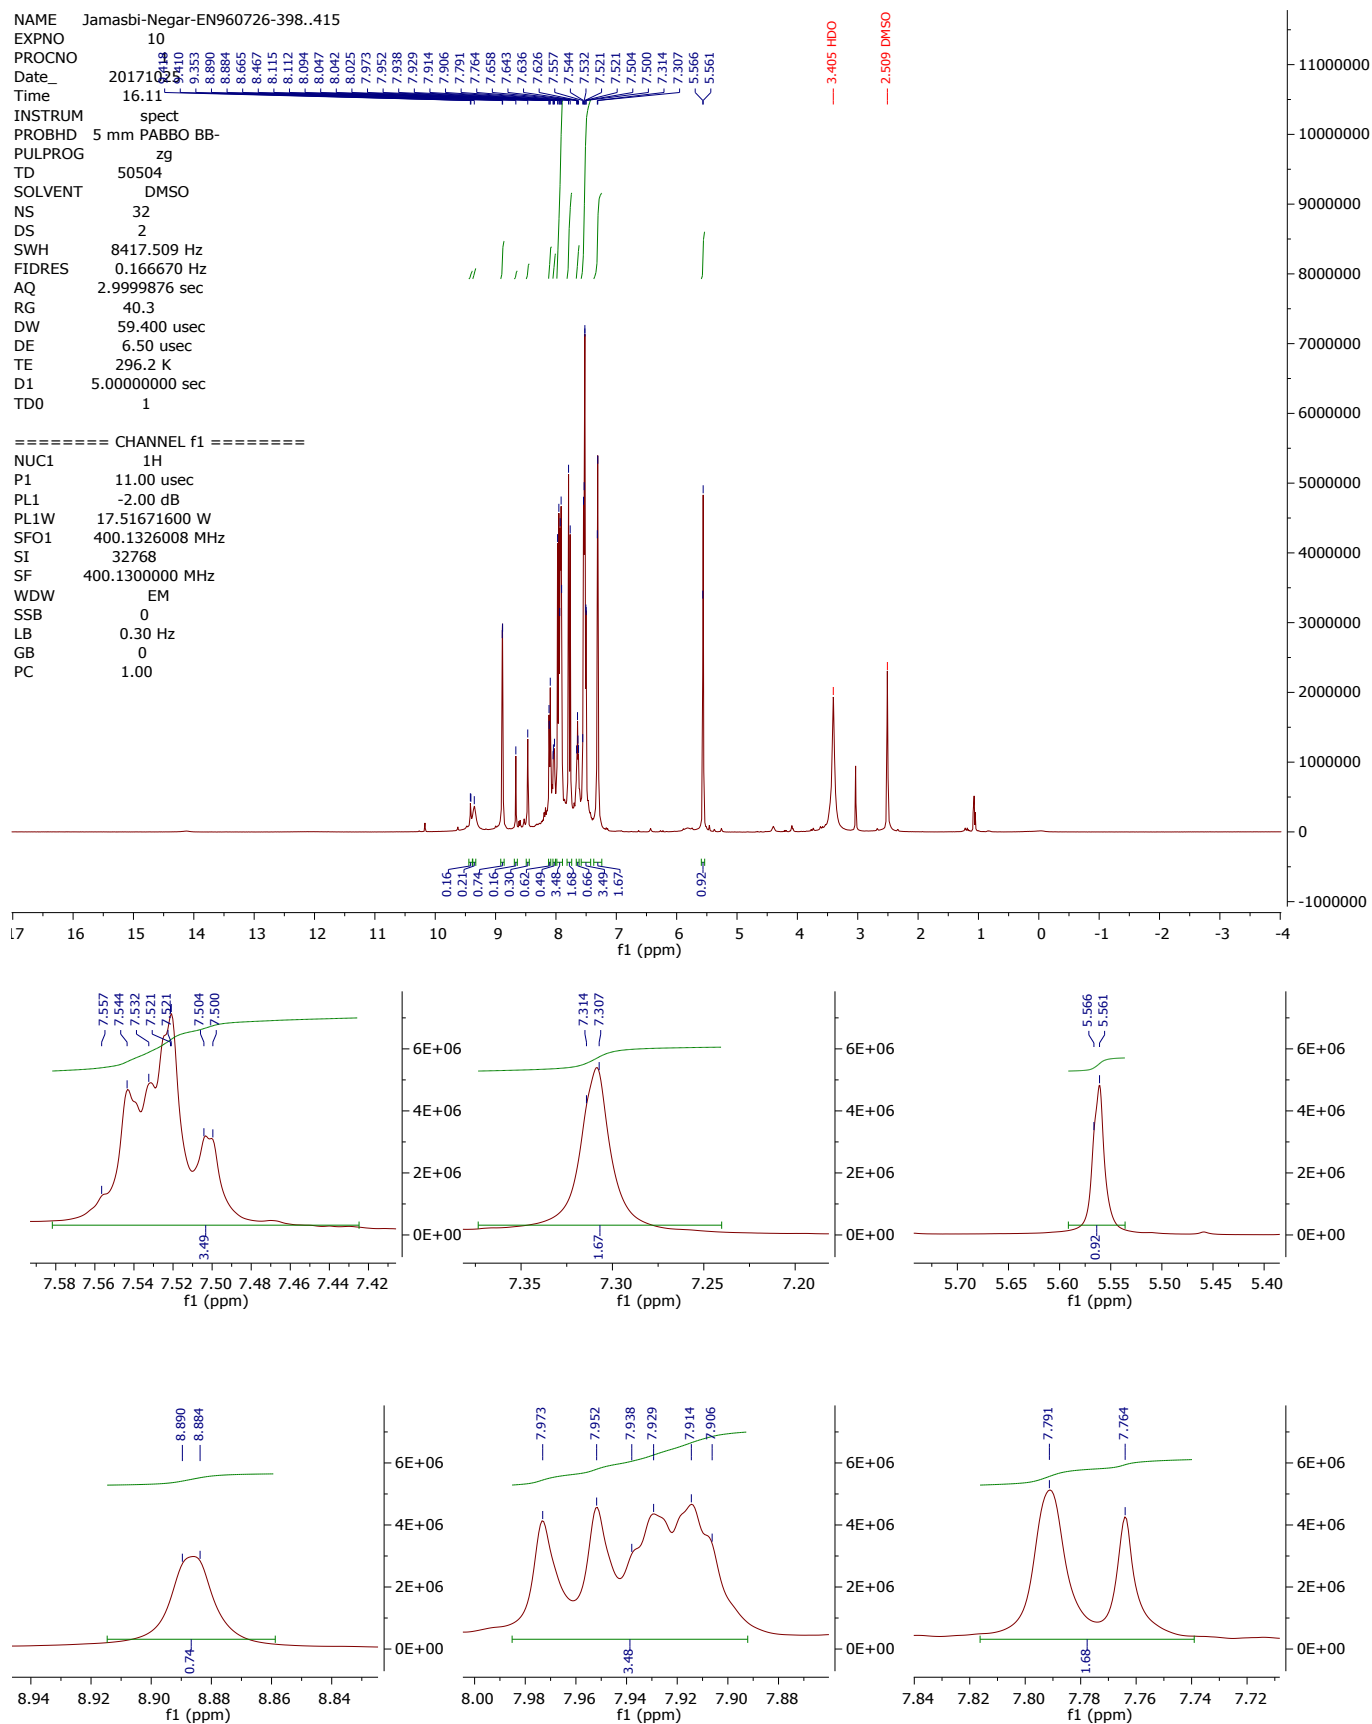 NAME Jamasbi-Negar-EN960726-398..415
EXPNO 10
PROCNO 1
Date_ 20171025
Time 16.11
INSTRUM spect
PROBHD 5 mm PABBO BB-
PULPROG zg
TD 50504
SOLVENT DMSO
NS 32
DS 2
SWH 8417.509 Hz
FIDRES 0.166670 Hz
AQ 2.9999876 sec
RG 40.3
DW 59.400 usec
DE 6.50 usec
TE 296.2 K
D1 5.00000000 sec
TD0 1
======== CHANNEL f1 ========
NUC1 1H
P1 11.00 usec
PL1 -2.00 dB
PL1W 17.51671600 W
SFO1 400.1326008 MHz
SI 32768
SF 400.1300000 MHz
WDW EM
SSB 0
LB 0.30 Hz
GB 0
PC 1.00
9.418 9.410 9.353 8.890 8.884 8.665 8.467 8.115 8.112 8.094 8.047 8.042 8.025 7.973 7.952 7.938 7.929 7.914 7.906 7.791 7.764 7.658 7.643 7.636 7.626 7.557 7.544 7.532 7.521 7.521 7.504 7.500 7.314 7.307 5.566 5.561
3.405 HDO
2.509 DMSO
11000000
10000000
9000000
8000000
7000000
6000000
5000000
4000000
3000000
2000000
1000000
0
-1000000
0.16 0.21 0.74 0.16 0.30 0.62 0.49 3.48 1.68 0.66 3.49 1.67 0.92
17 16 15 14 13 12 11 10 9 8 7 6 5 4 3 2 1 0 -1 -2 -3 -4
f1 (ppm)
7.557 7.544 7.532 7.521 7.521 7.504 7.500
6E+06
4E+06
2E+06
0E+00
3.49
7.58 7.56 7.54 7.52 7.50 7.48 7.46 7.44 7.42
f1 (ppm)
7.314 7.307
6E+06
4E+06
2E+06
0E+00
1.67
7.35 7.30 7.25 7.20
f1 (ppm)
5.566 5.561
6E+06
4E+06
2E+06
0E+00
0.92
5.70 5.65 5.60 5.55 5.50 5.45 5.40
f1 (ppm)
8.890 8.884
6E+06
4E+06
2E+06
0E+00
0.74
8.94 8.92 8.90 8.88 8.86 8.84
f1 (ppm)
7.973 7.952 7.938 7.929 7.914 7.906
6E+06
4E+06
2E+06
0E+00
3.48
8.00 7.98 7.96 7.94 7.92 7.90 7.88
f1 (ppm)
7.791 7.764
6E+06
4E+06
2E+06
0E+00
1.68
7.84 7.82 7.80 7.78 7.76 7.74 7.72
f1 (ppm)